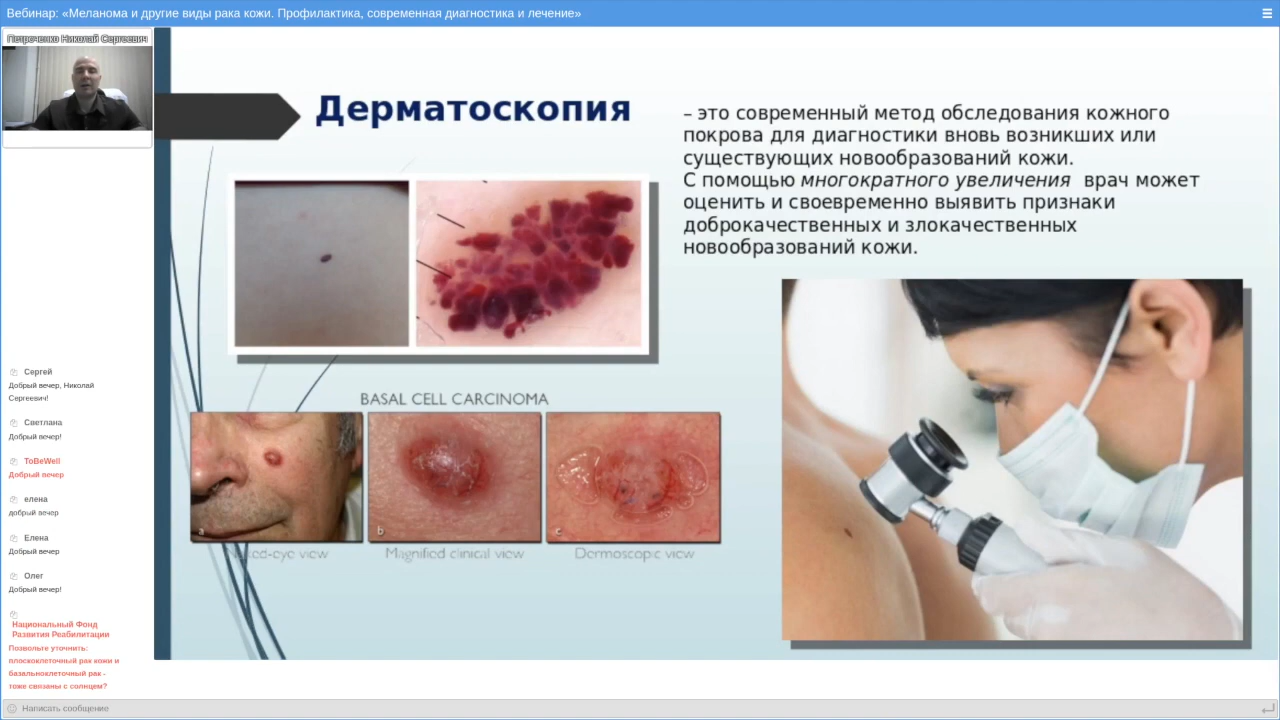 Вебинар: «Меланома и другие виды рака кожи. Профилактика, современная диагностика и лечение»
Петроченко Николай Сергеевич
Дерматоскопия
– это современный метод обследования кожного
покрова для диагностики вновь возникших или
существующих новообразований кожи.
С помощью многократного увеличения врач может
оценить и своевременно выявить признаки
доброкачественных и злокачественных
новообразований кожи.
BASAL CELL CARCINOMA
a
b
c
view
Magnified clinical view
Dermoscopic view
Сергей
Добрый вечер, Николай
Сергеевич!
Светлана
Добрый вечер!
ToBeWell
Добрый вечер
елена
добрый вечер
Елена
Добрый вечер
Олег
Добрый вечер!
Национальный Фонд
Развития Реабилитации
Позвольте уточнить:
плоскоклеточный рак кожи и
базальноклеточный рак -
тоже связаны с солнцем?
Написать сообщение